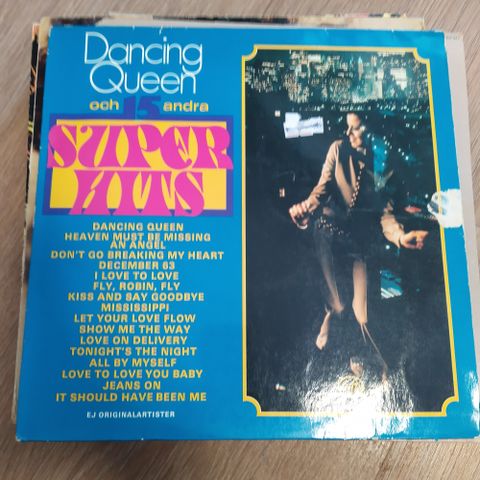 Dancing
Queen
och 15 andra
SUPER
HITS
DANCING QUEEN
HEAVEN MUST BE MISSING
AN ANGEL
DON'T GO BREAKING MY HEART
DECEMBER 63
I LOVE TO LOVE
FLY, ROBIN, FLY
KISS AND SAY GOODBYE
MISSISSIPPI
LET YOUR LOVE FLOW
SHOW ME THE WAY
LOVE ON DELIVERY
TONIGHT'S THE NIGHT
ALL BY MYSELF
LOVE TO LOVE YOU BABY
JEANS ON
IT SHOULD HAVE BEEN ME
EJ ORIGINALARTISTER